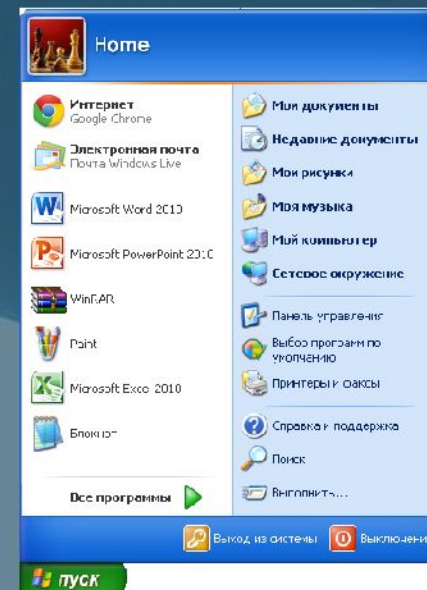 Home
Интернет
Google Chrome
Электронная почта
Почта Windows Live
Microsoft Word 2010
Microsoft PowerPoint 2010
WinRAR
Paint
Microsoft Excel 2010
Блокнот
Все программы
Мои документы
Недавние документы
Мои рисунки
Моя музыка
Мой компьютер
Сетевое окружение
Панель управления
Выбор программ по
умолчанию
Принтеры и факсы
Справка и поддержка
Поиск
Выполнить...
Выход из системы
Выключени
пуск